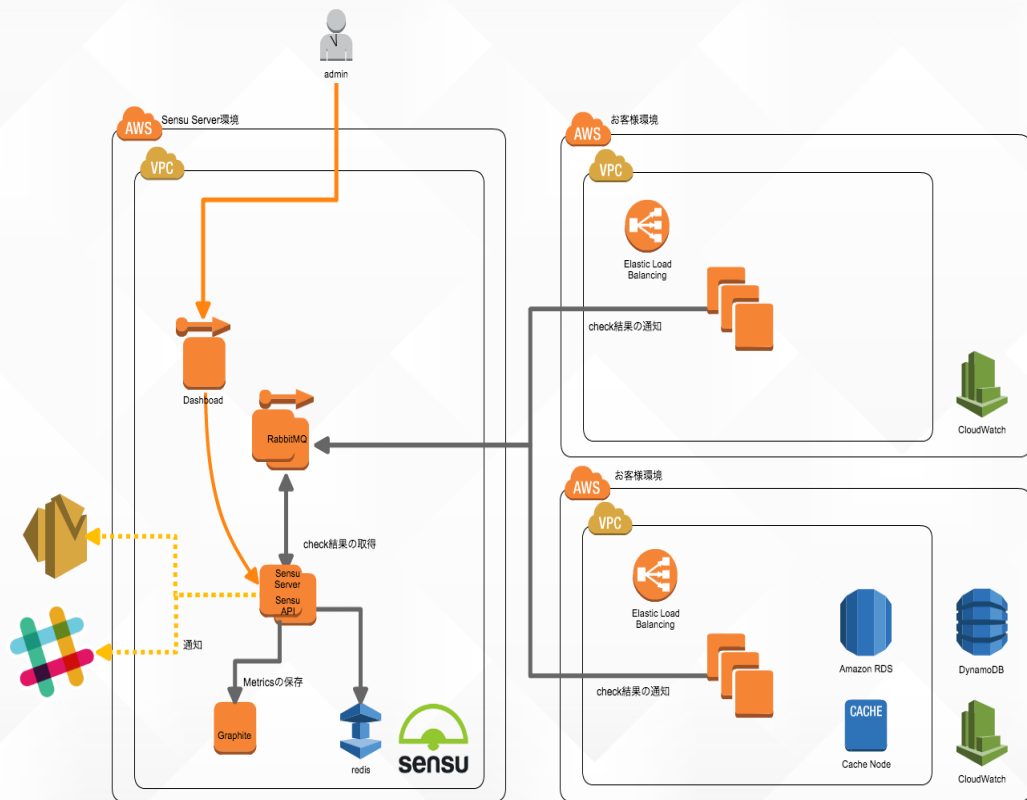 admin
AWS
Sensu Server環境
VPC
Dashboad
RabbitMQ
check結果の取得
Sensu
Server
Sensu
API
通知
Metricsの保存
Graphite
redis
sensu
AWS
お客様環境
VPC
Elastic Load
Balancing
check結果の通知
CloudWatch
AWS
お客様環境
VPC
Elastic Load
Balancing
check結果の通知
Amazon RDS
DynamoDB
CACHE
Cache Node
CloudWatch